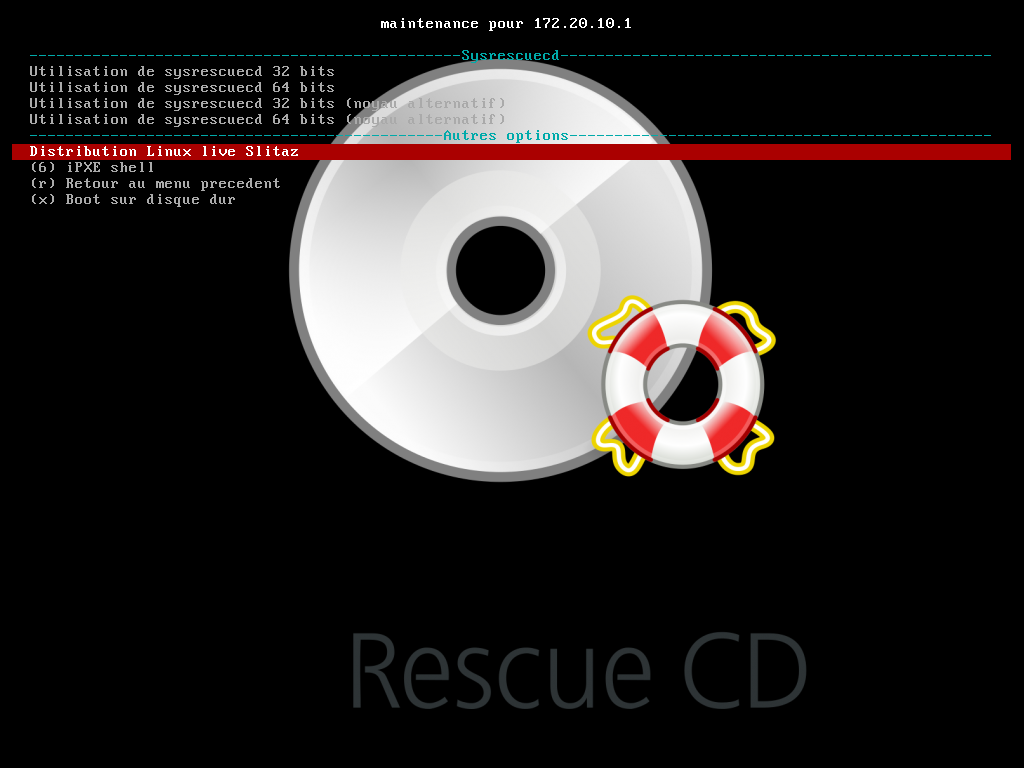 maintenance pour 172.20.10.1
Sysrescuecd
Utilisation de sysrescuecd 32 bits
Utilisation de sysrescuecd 64 bits
Utilisation de sysrescuecd 32 bits (noyau alternatif)
Utilisation de sysrescuecd 64 bits (noyau alternatif)
Autres options
Distribution Linux live Slitaz
(6) iPXE shell
(r) Retour au menu precedent
(x) Boot sur disque dur
Rescue CD